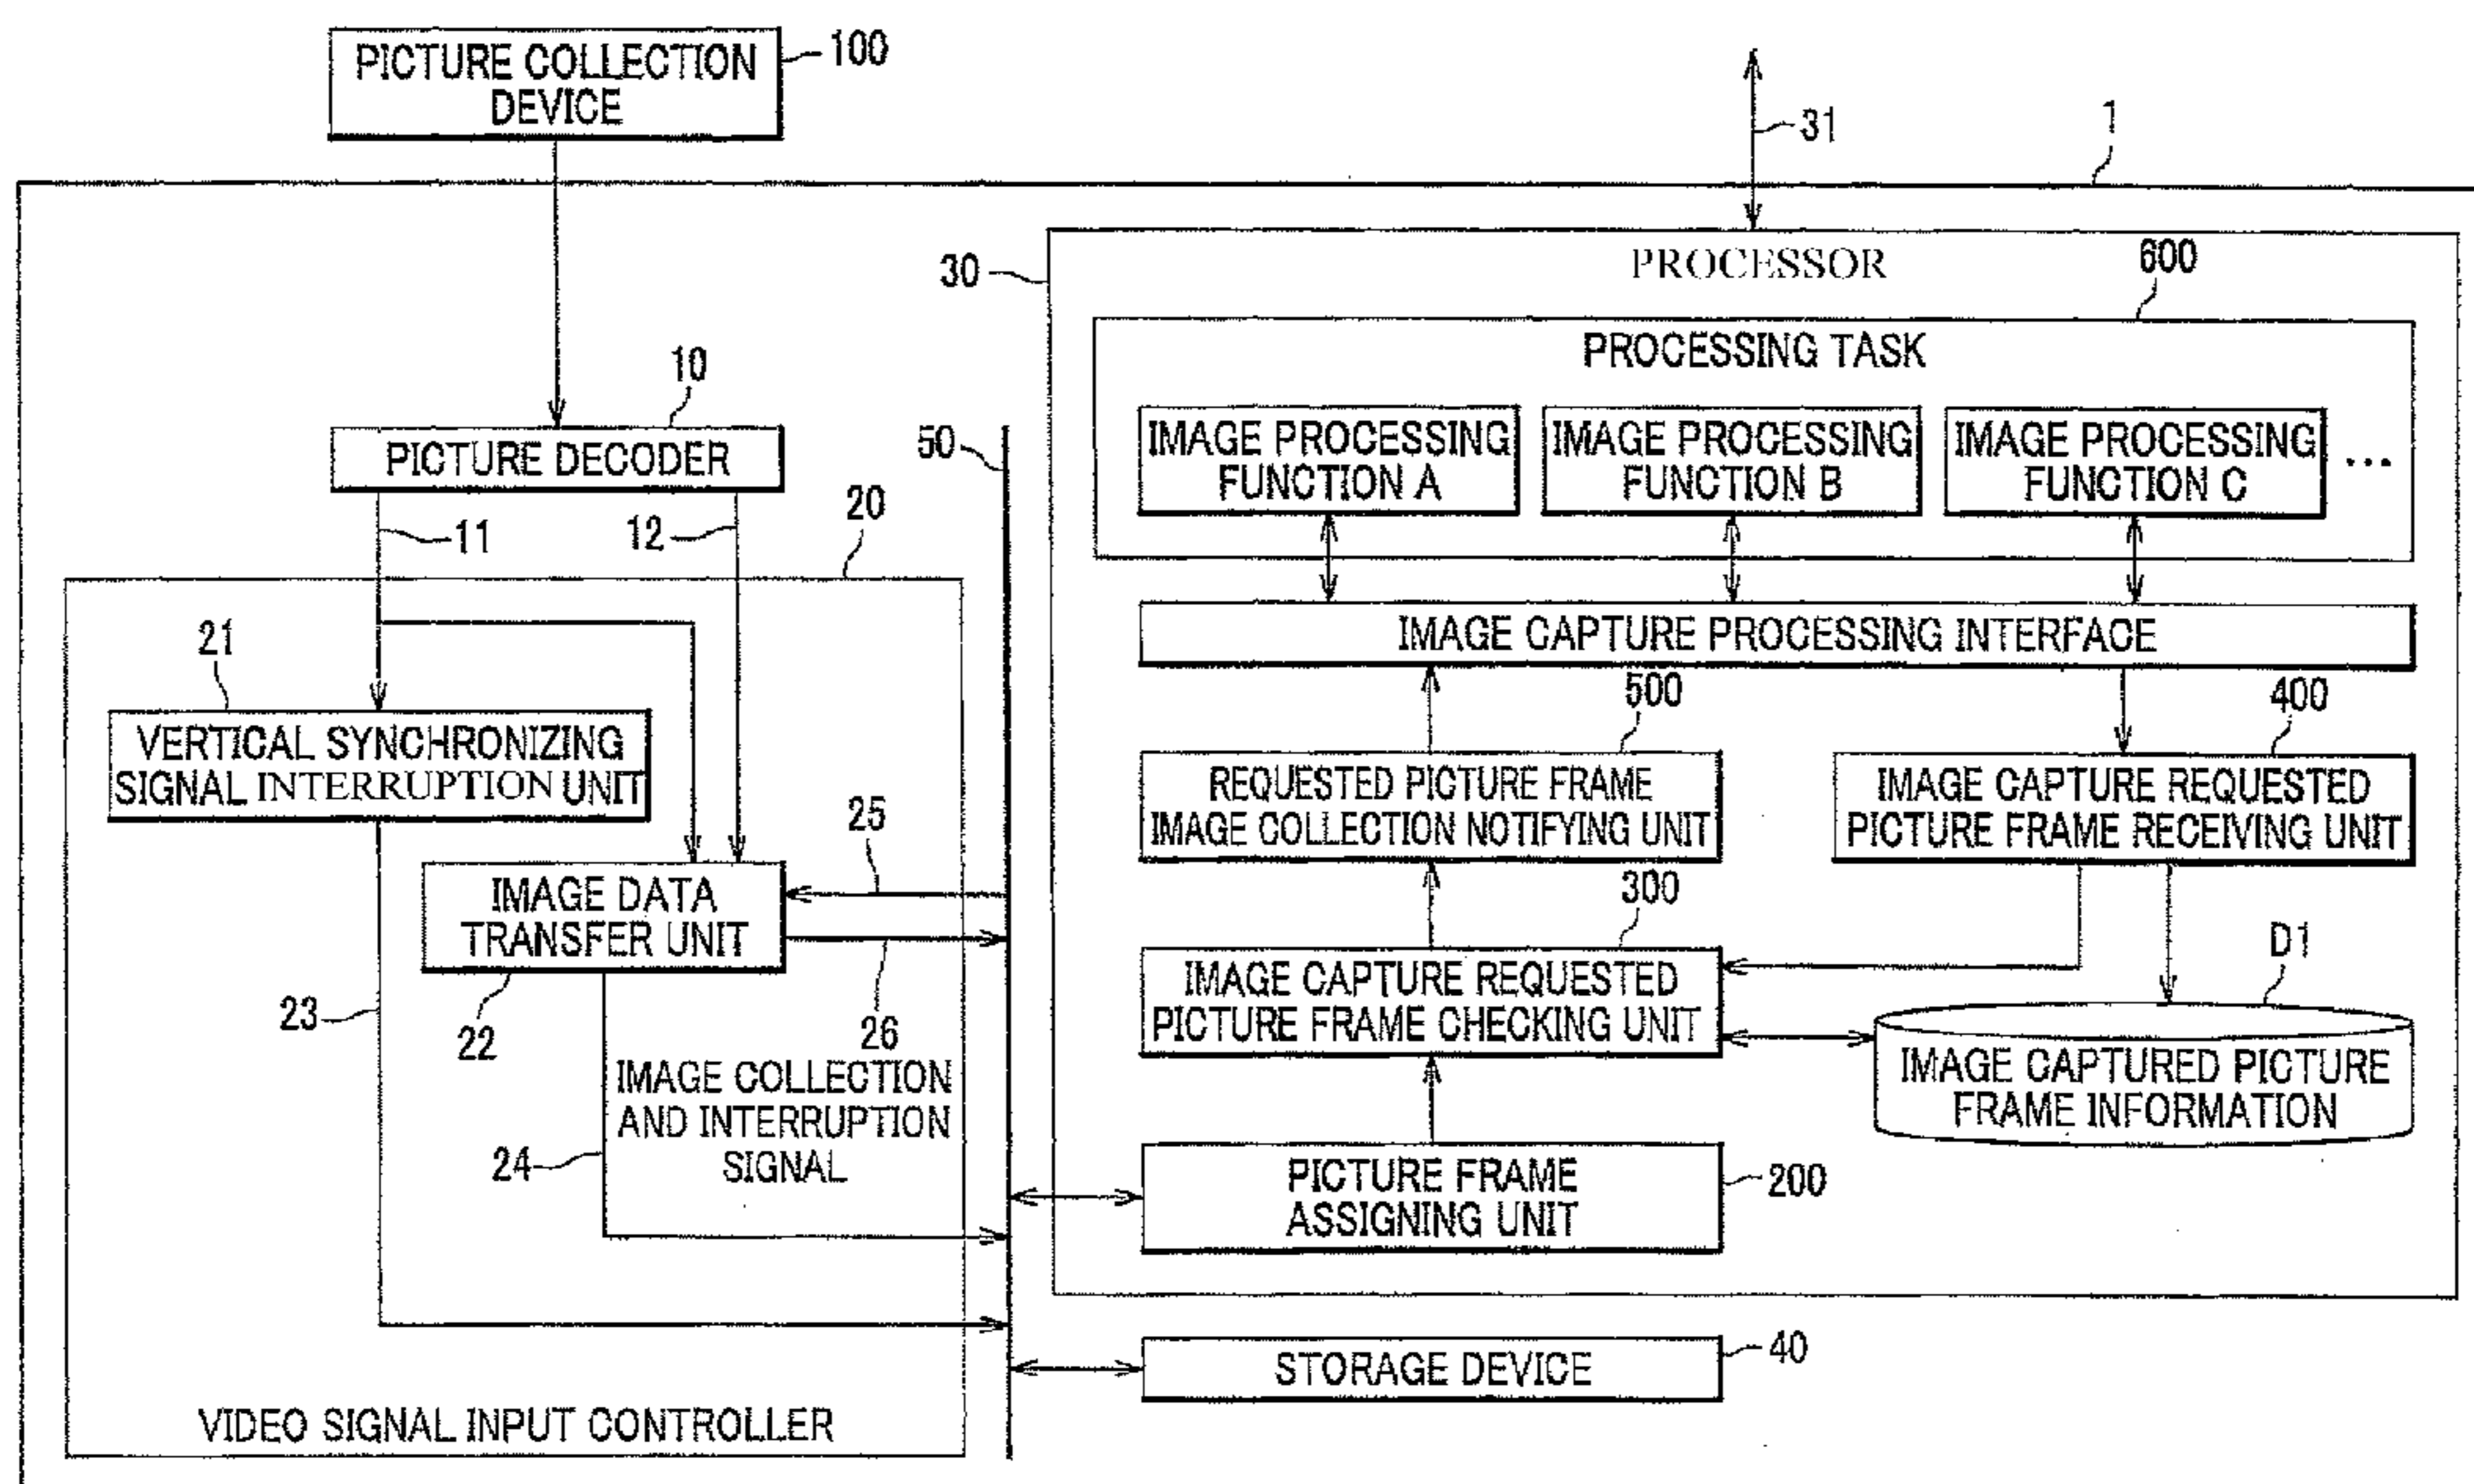 PICTURE COLLECTION
DEVICE
100
31
1
30
PROCESSOR
600
PROCESSING TASK
IMAGE PROCESSING
FUNCTION A
IMAGE PROCESSING
FUNCTION B
IMAGE PROCESSING
FUNCTION C
...
10
PICTURE DECODER
50
11
12
20
IMAGE CAPTURE PROCESSING INTERFACE
21
VERTICAL SYNCHRONIZING
SIGNAL INTERRUPTION UNIT
500
400
REQUESTED PICTURE FRAME
IMAGE COLLECTION NOTIFYING UNIT
IMAGE CAPTURE REQUESTED
PICTURE FRAME RECEIVING UNIT
25
IMAGE DATA
TRANSFER UNIT
300
D1
23
22
26
IMAGE CAPTURE REQUESTED
PICTURE FRAME CHECKING UNIT
IMAGE CAPTURED PICTURE
FRAME INFORMATION
IMAGE COLLECTION
AND INTERRUPTION
SIGNAL
24
PICTURE FRAME
ASSIGNING UNIT
200
STORAGE DEVICE
40
VIDEO SIGNAL INPUT CONTROLLER